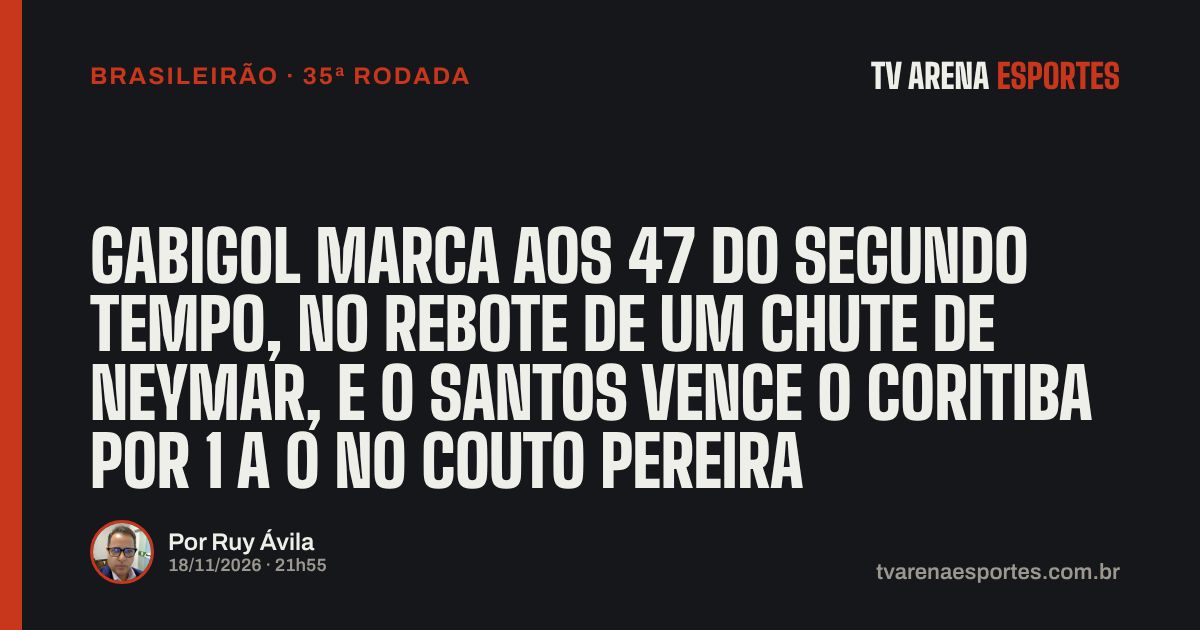 BRASILEIRÃO · 35ª RODADA
TV ARENA ESPORTES
GABIGOL MARCA AOS 47 DO SEGUNDO
TEMPO, NO REBOTE DE UM CHUTE DE
NEYMAR, E O SANTOS VENCE O CORITIBA
POR 1 A 0 NO COUTO PEREIRA
Por Ruy Ávila
18/11/2026 · 21h55
tvarenaesportes.com.br